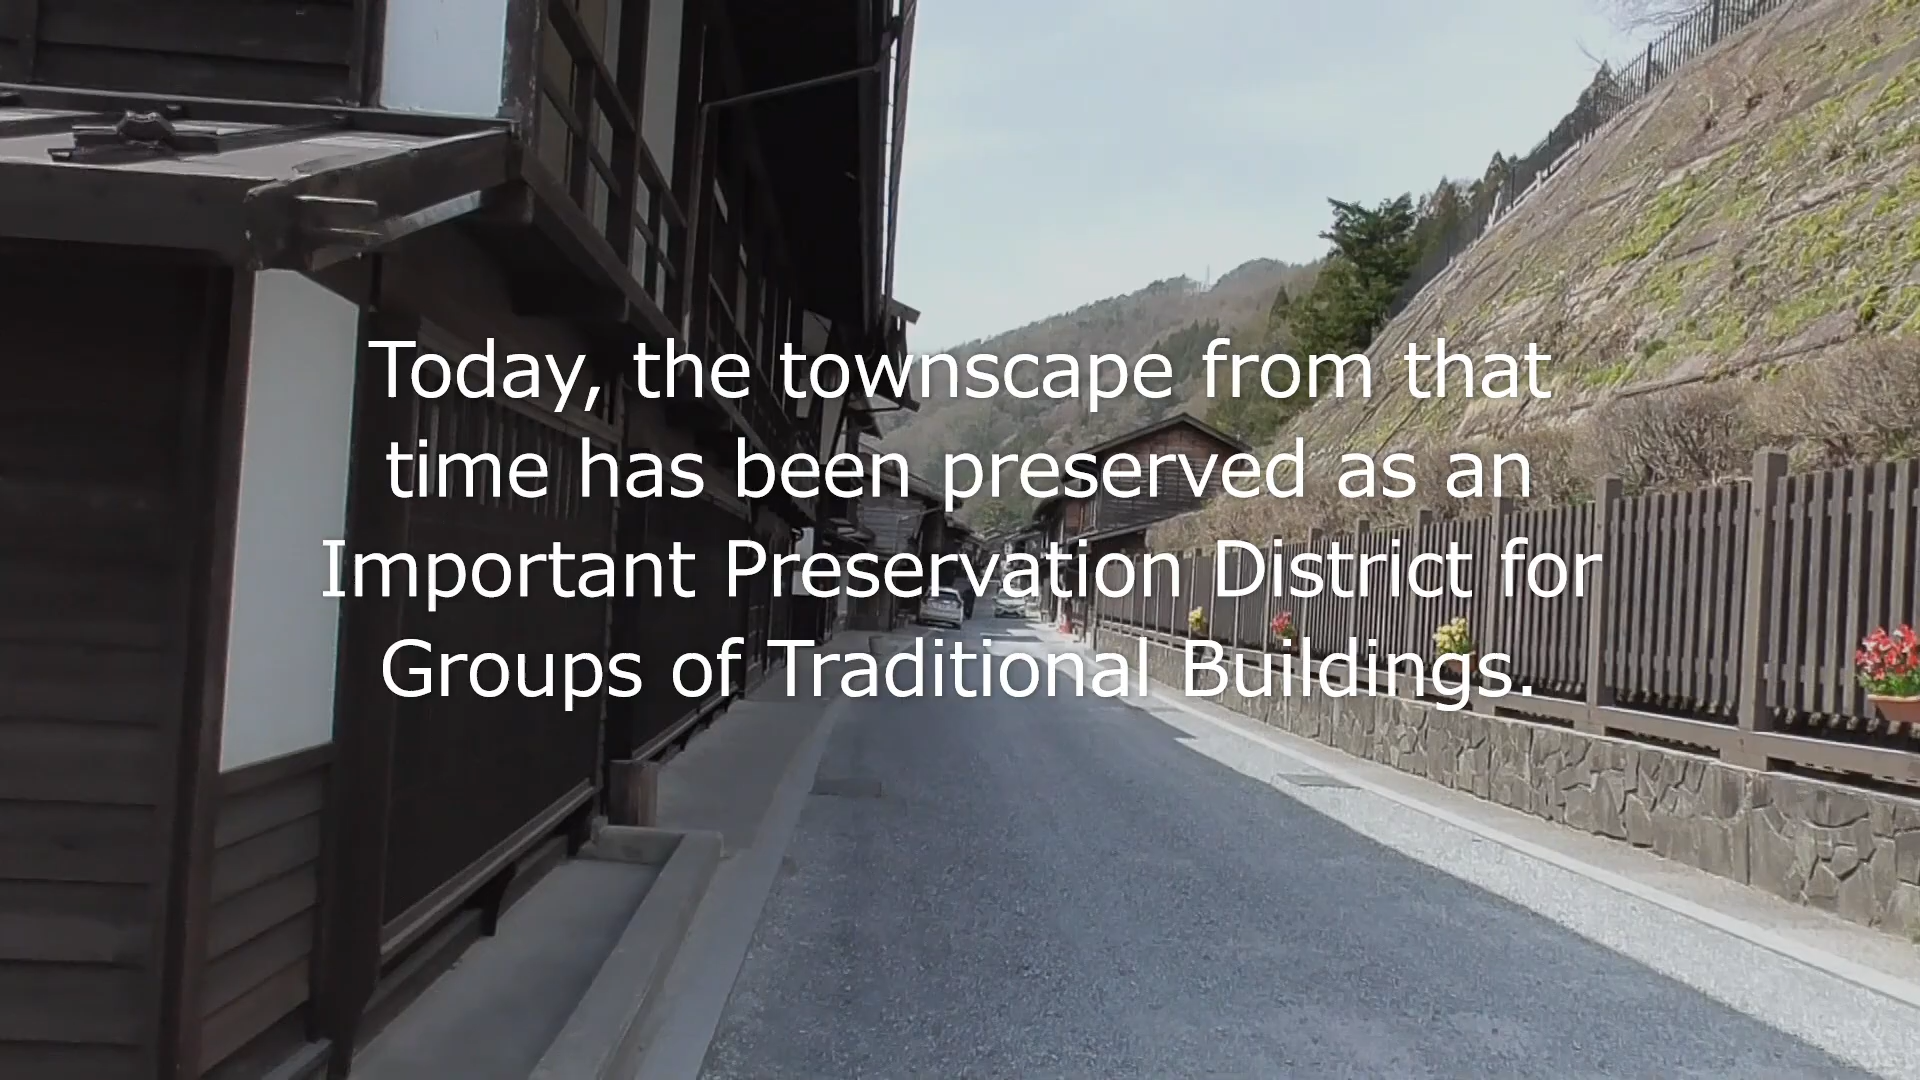 Today, the townscape from that
time has been preserved as an
Important Preservation District for
Groups of Traditional Buildings.